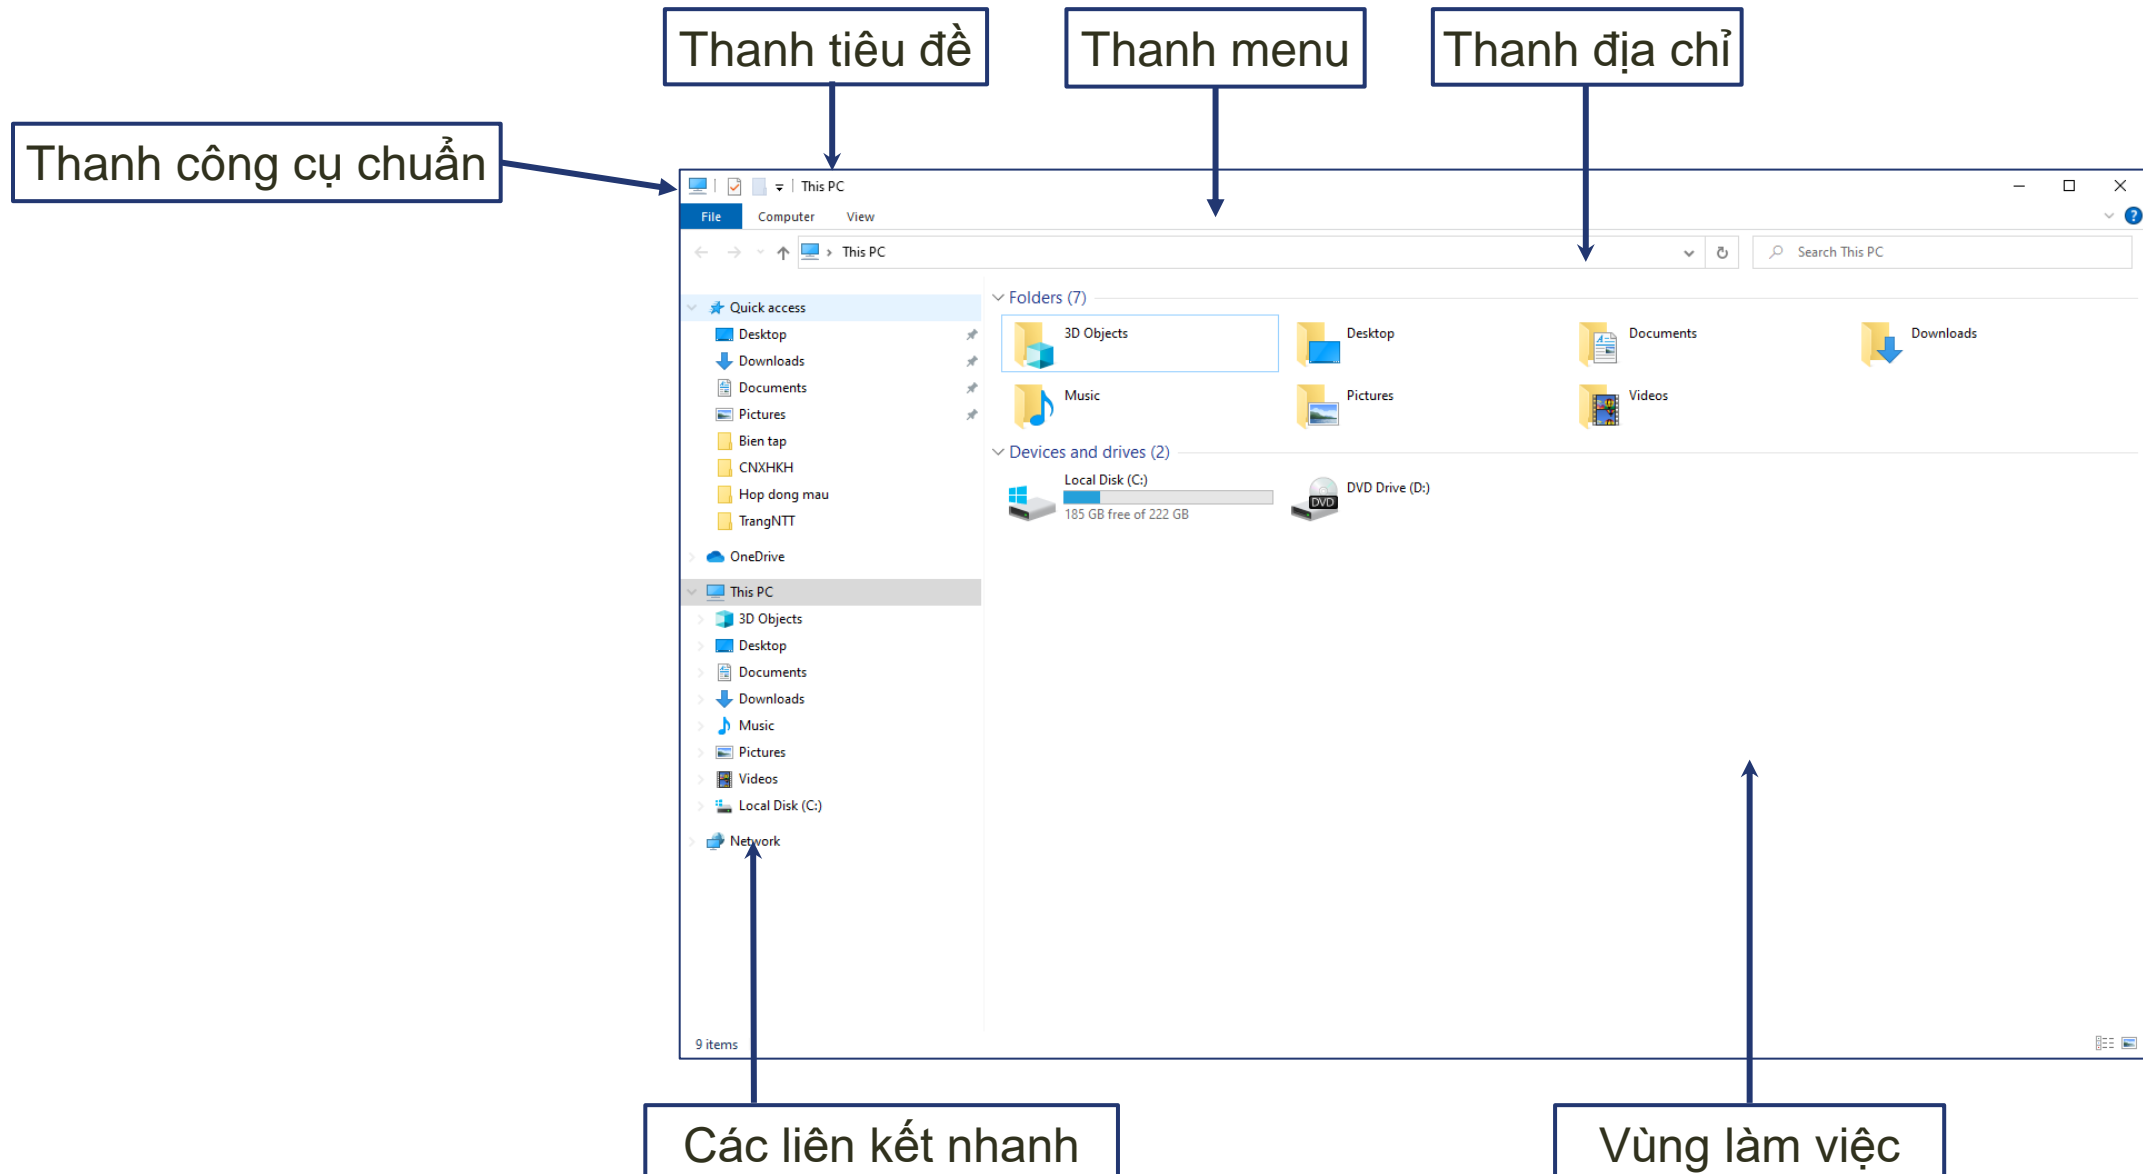 Thanh tiêu đề
Thanh menu
Thanh địa chỉ
Thanh công cụ chuẩn
This PC
File Computer View
This PC
Search This PC
Quick access
Desktop
Downloads
Documents
Pictures
Bien tap
CNXHKH
Hop dong mau
TrangNTT
OneDrive
This PC
3D Objects
Desktop
Documents
Downloads
Music
Pictures
Videos
Local Disk (C:)
Network
Folders (7)
3D Objects
Desktop
Documents
Downloads
Music
Pictures
Videos
Devices and drives (2)
Local Disk (C:)
185 GB free of 222 GB
DVD
DVD Drive (D:)
9 items
Các liên kết nhanh
Vùng làm việc